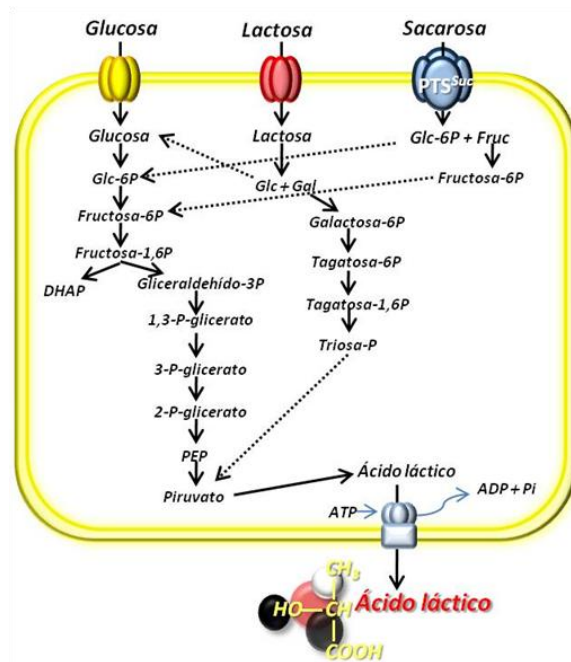 Glucosa
Lactosa
Sacarosa
PTS^Suc
Glucosa
Lactosa
Glc-6P + Fruc
Glc-6P
Glc + Gal
Fructosa-6P
Fructosa-6P
Galactosa-6P
Fructosa-1,6P
Tagatosa-6P
DHAP
Gliceraldehído-3P
1,3-P-glicerato
Tagatosa-1,6P
Triosa-P
3-P-glicerato
2-P-glicerato
PEP
Piruvato
Ácido láctico
ATP
ADP + Pi
CH3
HO-CH
COOH
Ácido láctico